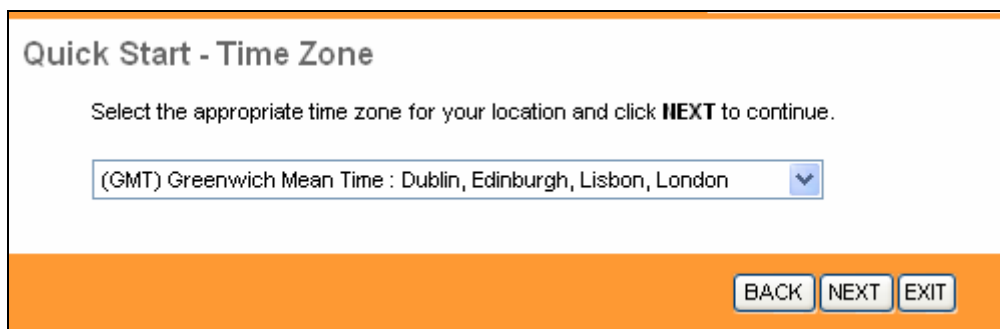 Quick Start - Time Zone
Select the appropriate time zone for your location and click NEXT to continue.
(GMT) Greenwich Mean Time : Dublin, Edinburgh, Lisbon, London
BACK NEXT EXIT